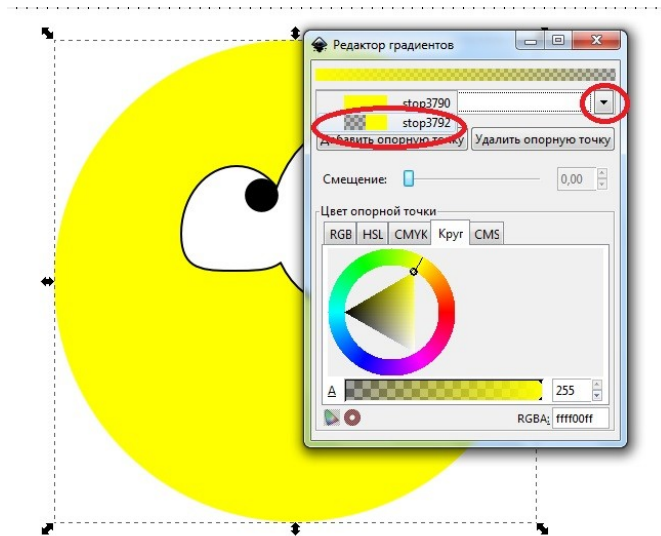 Редактор градиентов
stop3790
stop3792
Добавить опорную точку Удалить опорную точку
Смещение: 0,00
Цвет опорной точки
RGB HSL CMYK Круг CMS
A 255
RGBA: ffff00ff